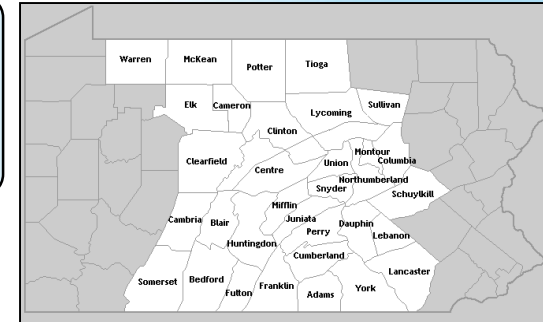 Warren McKean Potter Tioga
Elk Cameron Lycoming Sullivan
Clinton
Clearfield Centre Union Montour Columbia
Snyder Northumberland Schuylkill
Cambria Blair Mifflin Juniata Perry Dauphin Lebanon
Huntingdon Cumberland
Somerset Bedford Fulton Franklin Adams York Lancaster